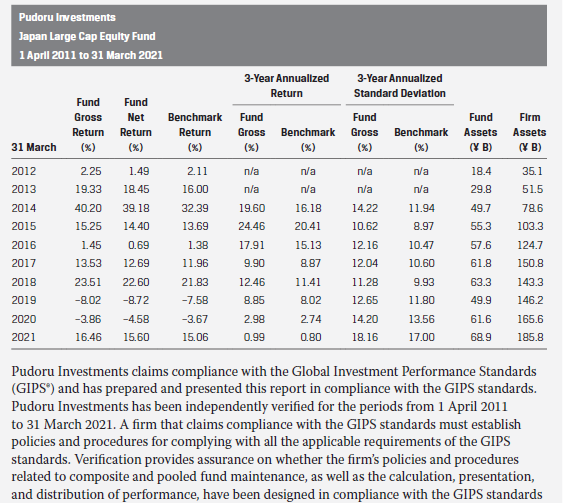 Pudoru Investments
Japan Large Cap Equity Fund
1 April 2011 to 31 March 2021
3-Year Annualized Return 3-Year Annualized Standard Deviation
31 March Fund Gross Return (%) Fund Net Return (%) Benchmark Return (%) Fund Gross (%) Benchmark (%) Fund Gross (%) Benchmark (%) Fund Assets (¥ B) Firm Assets (¥ B)
2012 2.25 1.49 2.11 n/a n/a n/a n/a 18.4 35.1
2013 19.33 18.45 16.00 n/a n/a n/a n/a 29.8 51.5
2014 40.20 39.18 32.39 19.60 16.18 14.22 11.94 49.7 78.6
2015 15.25 14.40 13.69 24.46 20.41 10.62 8.97 55.3 103.3
2016 1.45 0.69 1.38 17.91 15.13 12.16 10.47 57.6 124.7
2017 13.53 12.69 11.96 9.90 8.87 12.04 10.60 61.8 150.8
2018 23.51 22.60 21.83 12.46 11.41 11.28 9.93 63.3 143.3
2019 -8.02 -8.72 -7.58 8.85 8.02 12.65 11.80 49.9 146.2
2020 -3.86 -4.58 -3.67 2.98 2.74 14.20 13.56 61.6 165.6
2021 16.46 15.60 15.06 0.99 0.80 18.16 17.00 68.9 185.8
Pudoru Investments claims compliance with the Global Investment Performance Standards
(GIPS®) and has prepared and presented this report in compliance with the GIPS standards.
Pudoru Investments has been independently verified for the periods from 1 April 2011
to 31 March 2021. A firm that claims compliance with the GIPS standards must establish
policies and procedures for complying with all the applicable requirements of the GIPS
standards. Verification provides assurance on whether the firm's policies and procedures
related to composite and pooled fund maintenance, as well as the calculation, presentation,
and distribution of performance, have been designed in compliance with the GIPS standards